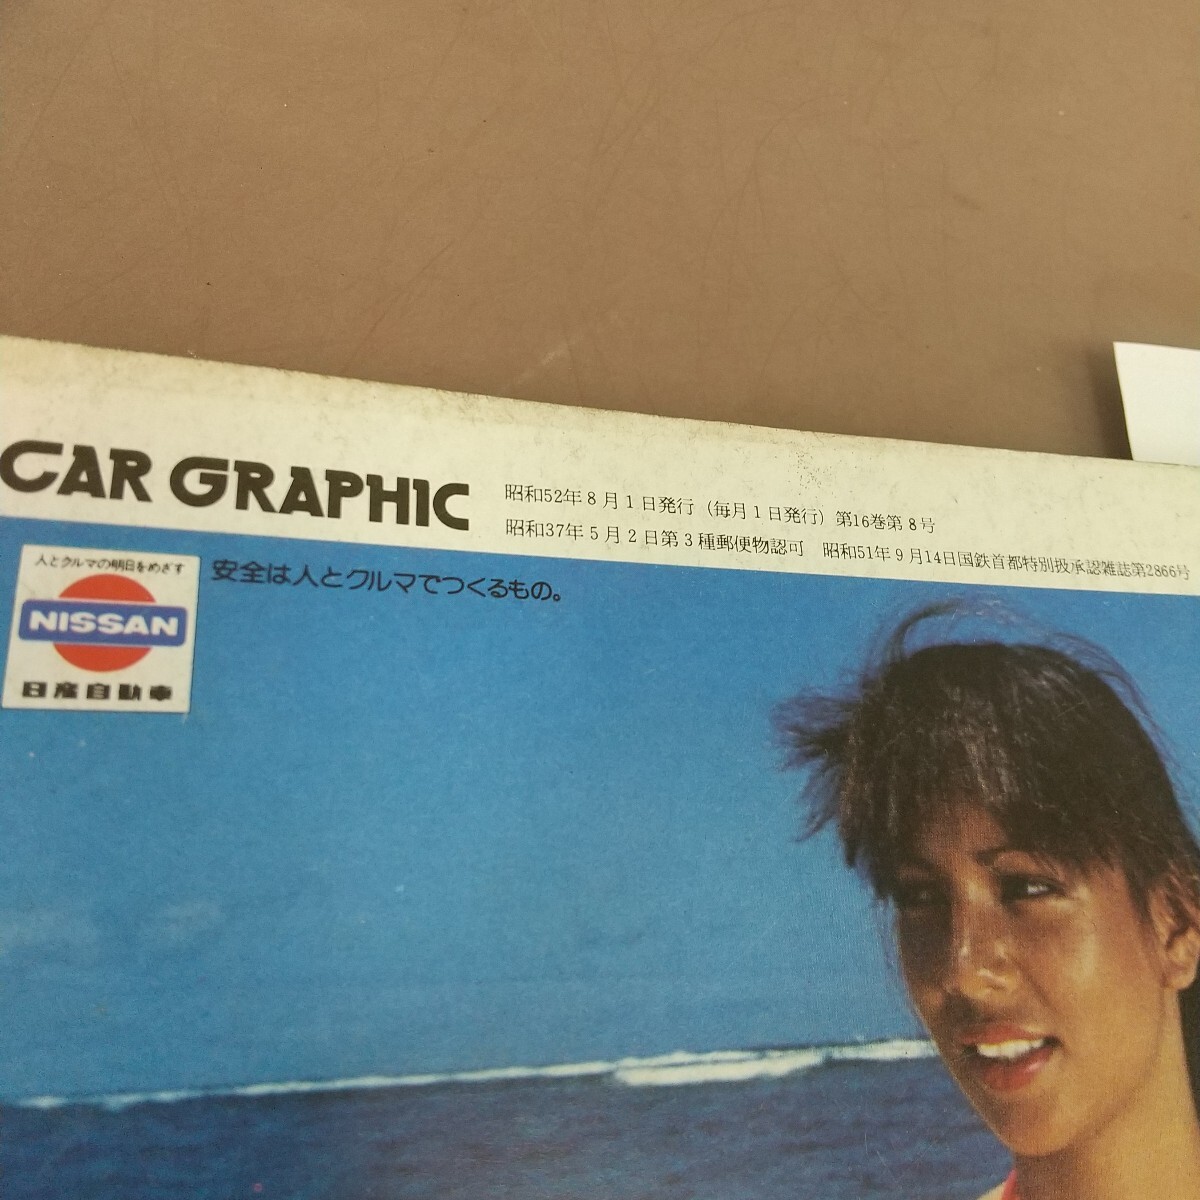 CAR GRAPHIC
昭和52年8月1日発行（毎月1日発行）第16巻第8号
昭和37年5月2日第3種郵便物認可 昭和51年9月14日国鉄首都特別扱承認雑誌第2866号
人とクルマの明日をめざす
NISSAN
日産自動車
安全は人とクルマでつくるもの。